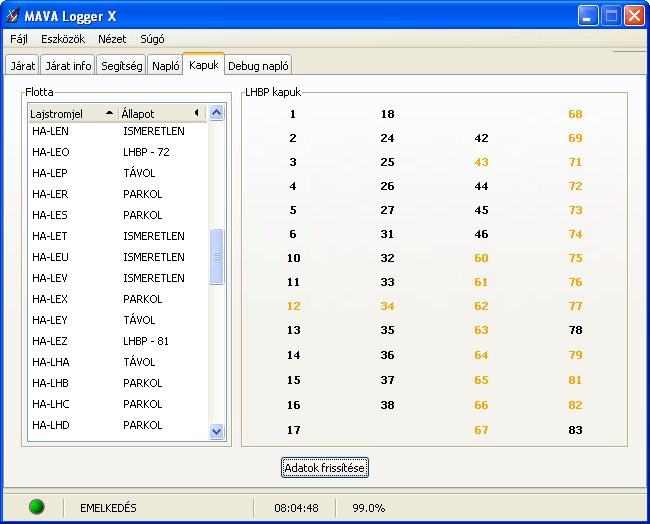 MAVA Logger X
Fájl Eszközök Nézet Súgó
Járat Járat info Segítség Napló Kapuk Debug napló
Flotta
Lajstromjel Állapot
HA-LEN ISMERETLEN
HA-LEO LHBP - 72
HA-LEP TÁVOL
HA-LER PARKOL
HA-LES PARKOL
HA-LET ISMERETLEN
HA-LEU ISMERETLEN
HA-LEV ISMERETLEN
HA-LEX PARKOL
HA-LEY TÁVOL
HA-LEZ LHBP - 81
HA-LHA TÁVOL
HA-LHB PARKOL
HA-LHC PARKOL
HA-LHD PARKOL
LHBP kapuk
1 18 68
2 24 42 69
3 25 43 71
4 26 44 72
5 27 45 73
6 31 46 74
10 32 60 75
11 33 61 76
12 34 62 77
13 35 63 78
14 36 64 79
15 37 65 81
16 38 66 82
17 67 83
Adatok frissítése
EMELKEDÉS 08:04:48 99.0%